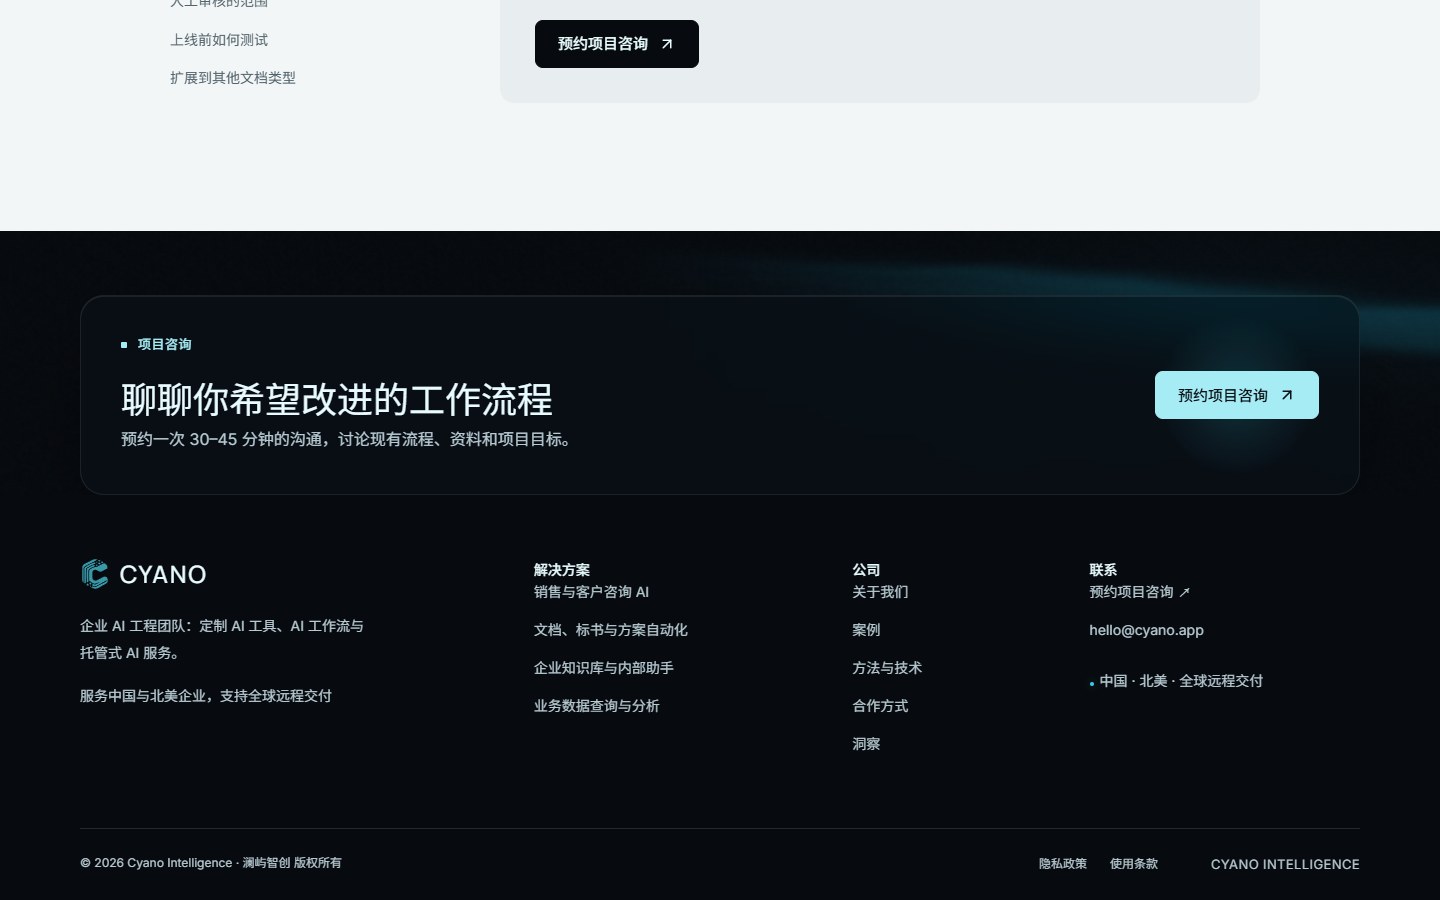 人工审核的范围
上线前如何测试
扩展到其他文档类型
预约项目咨询
项目咨询
聊聊你希望改进的工作流程
预约一次 30–45 分钟的沟通，讨论现有流程、资料和项目目标。
预约项目咨询
CYANO
企业 AI 工程团队：定制 AI 工具、AI 工作流与
托管式 AI 服务。
服务中国与北美企业，支持全球远程交付
解决方案
销售与客户咨询 AI
文档、标书与方案自动化
企业知识库与内部助手
业务数据查询与分析
公司
关于我们
案例
方法与技术
合作方式
洞察
联系
预约项目咨询 ↗
hello@cyano.app
中国 · 北美 · 全球远程交付
© 2026 Cyano Intelligence · 澜屿智创 版权所有
隐私政策
使用条款
CYANO INTELLIGENCE